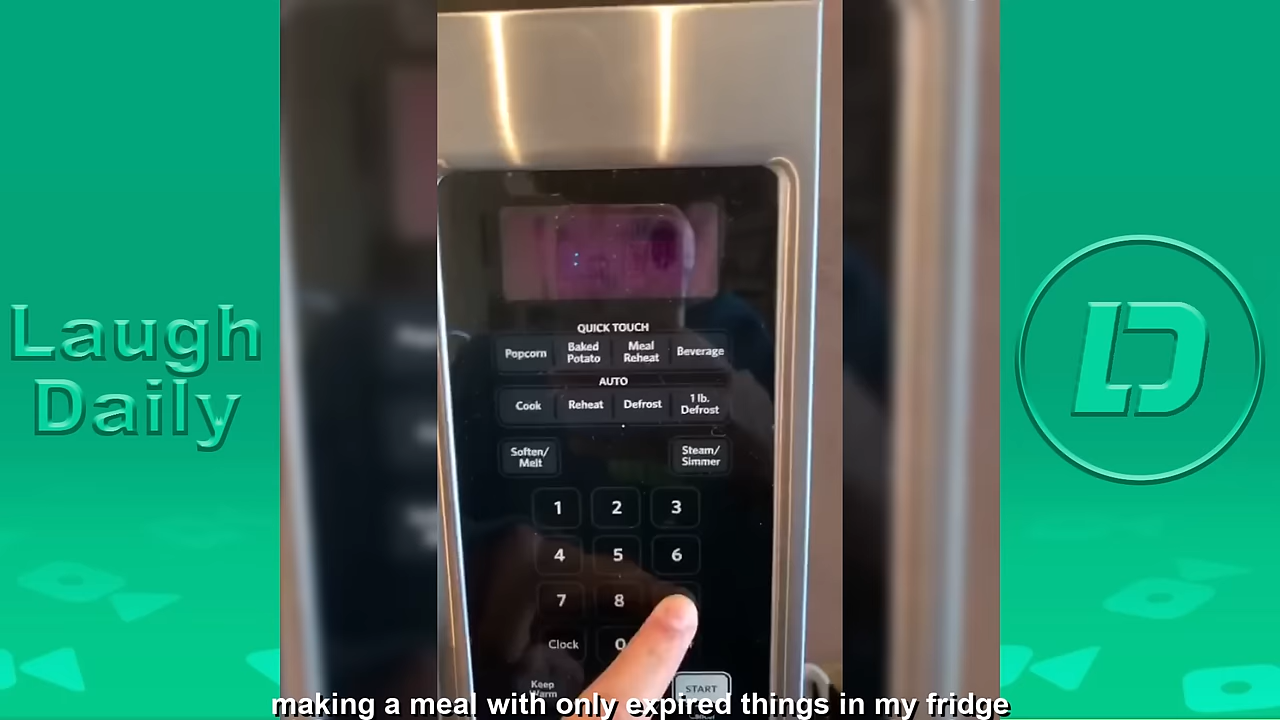 Laugh
Daily
QUICK TOUCH
Popcorn
Baked
Potato
Meal
Reheat
Beverage
AUTO
Cook
Reheat
Defrost
1 lb.
Defrost
Soften/
Melt
Steam/
Simmer
1 2 3
4 5 6
7 8
Clock 0
Keep
Warm
START
Cancel
LD
making a meal with only expired things in my fridge